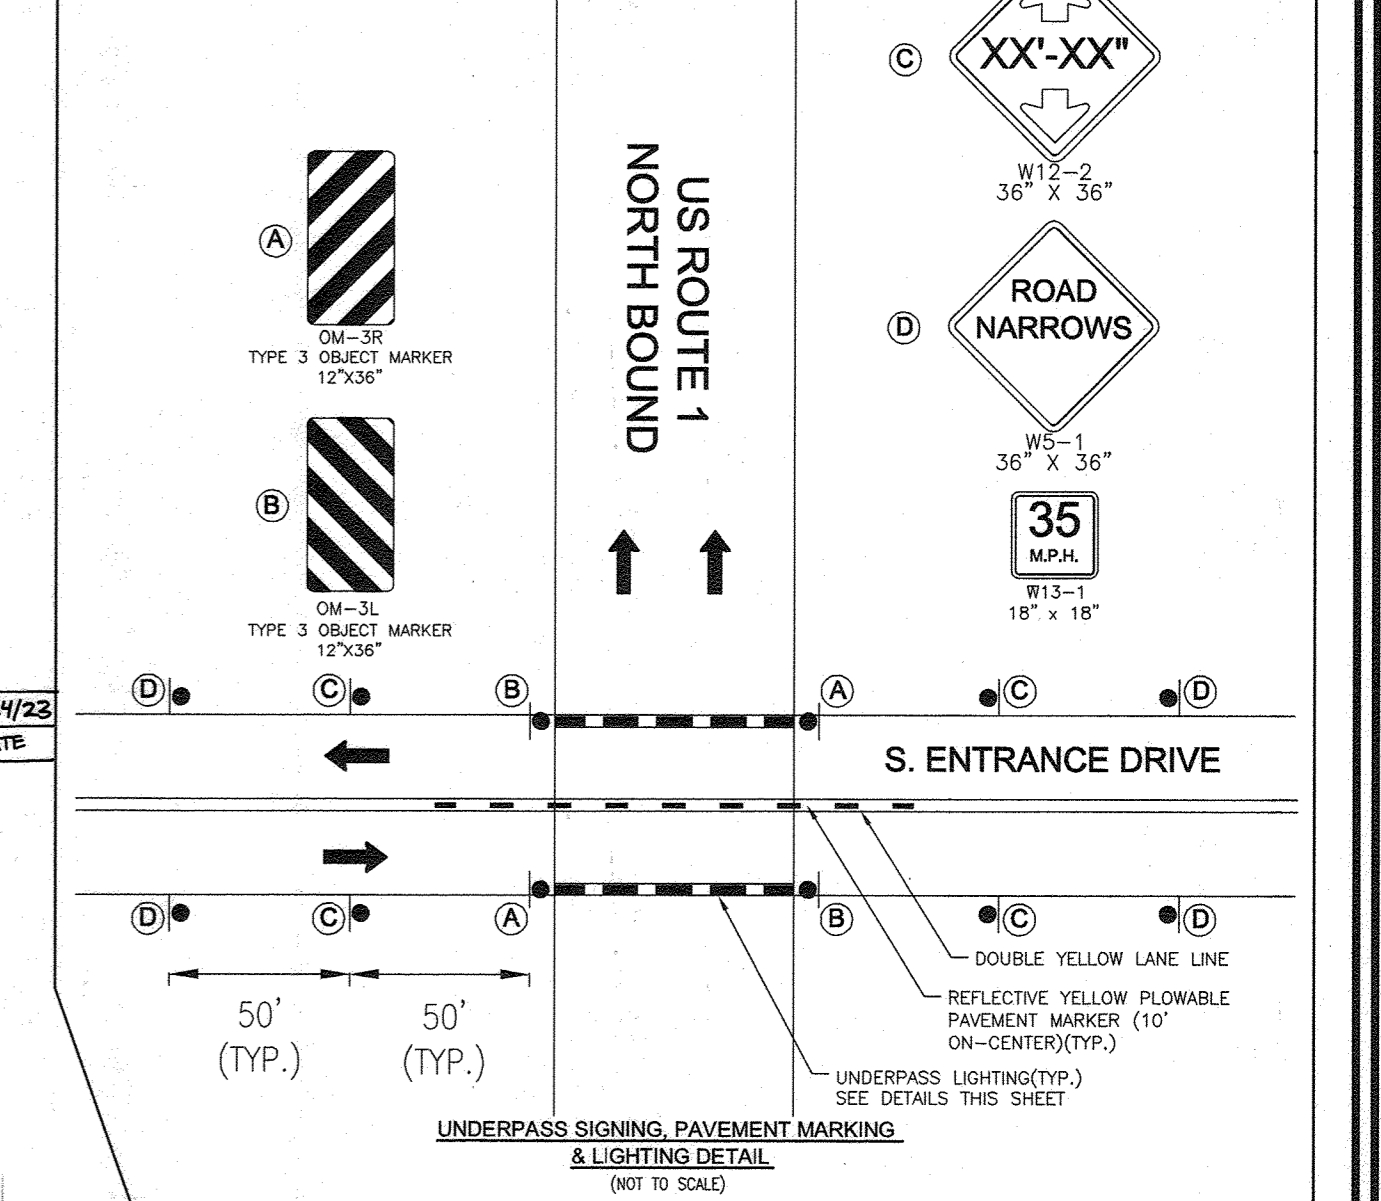 C
XX'-XX"
W12-2
36" X 36"
A
OM-3R
TYPE 3 OBJECT MARKER
12"X36"
US ROUTE 1
NORTH BOUND
D
ROAD
NARROWS
W5-1
36" X 36"
B
OM-3L
TYPE 3 OBJECT MARKER
12"X36"
35
M.P.H.
W13-1
18" x 18"
D C B A C D
4/23
S. ENTRANCE DRIVE
D C A B C D
DOUBLE YELLOW LANE LINE
50'
(TYP.)
50'
(TYP.)
REFLECTIVE YELLOW PLOWABLE
PAVEMENT MARKER (10'
ON-CENTER)(TYP.)
UNDERPASS LIGHTING(TYP.)
SEE DETAILS THIS SHEET
UNDERPASS SIGNING, PAVEMENT MARKING
& LIGHTING DETAIL
(NOT TO SCALE)